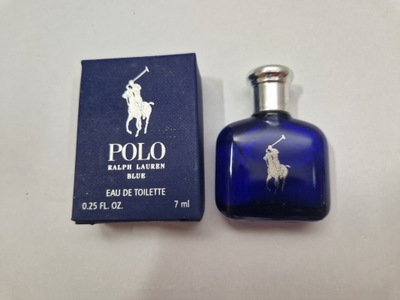 POLO
RALPH LAUREN
BLUE
EAU DE TOILETTE
0.25 FL. OZ. 7 ml